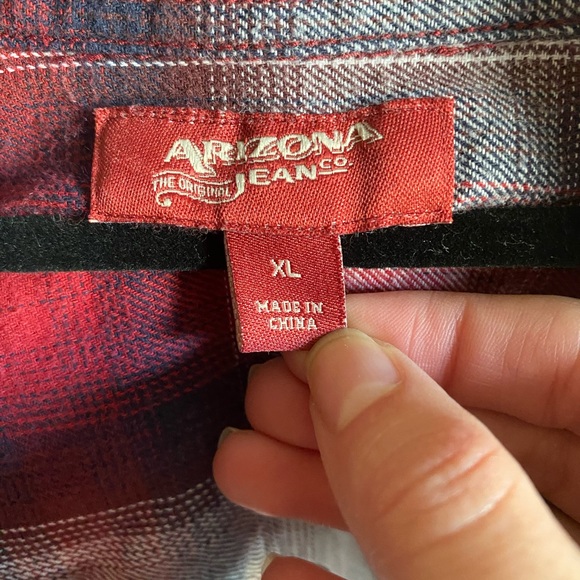 ARIZONA
THE ORIGINAL JEAN CO.
XL
MADE IN
CHINA